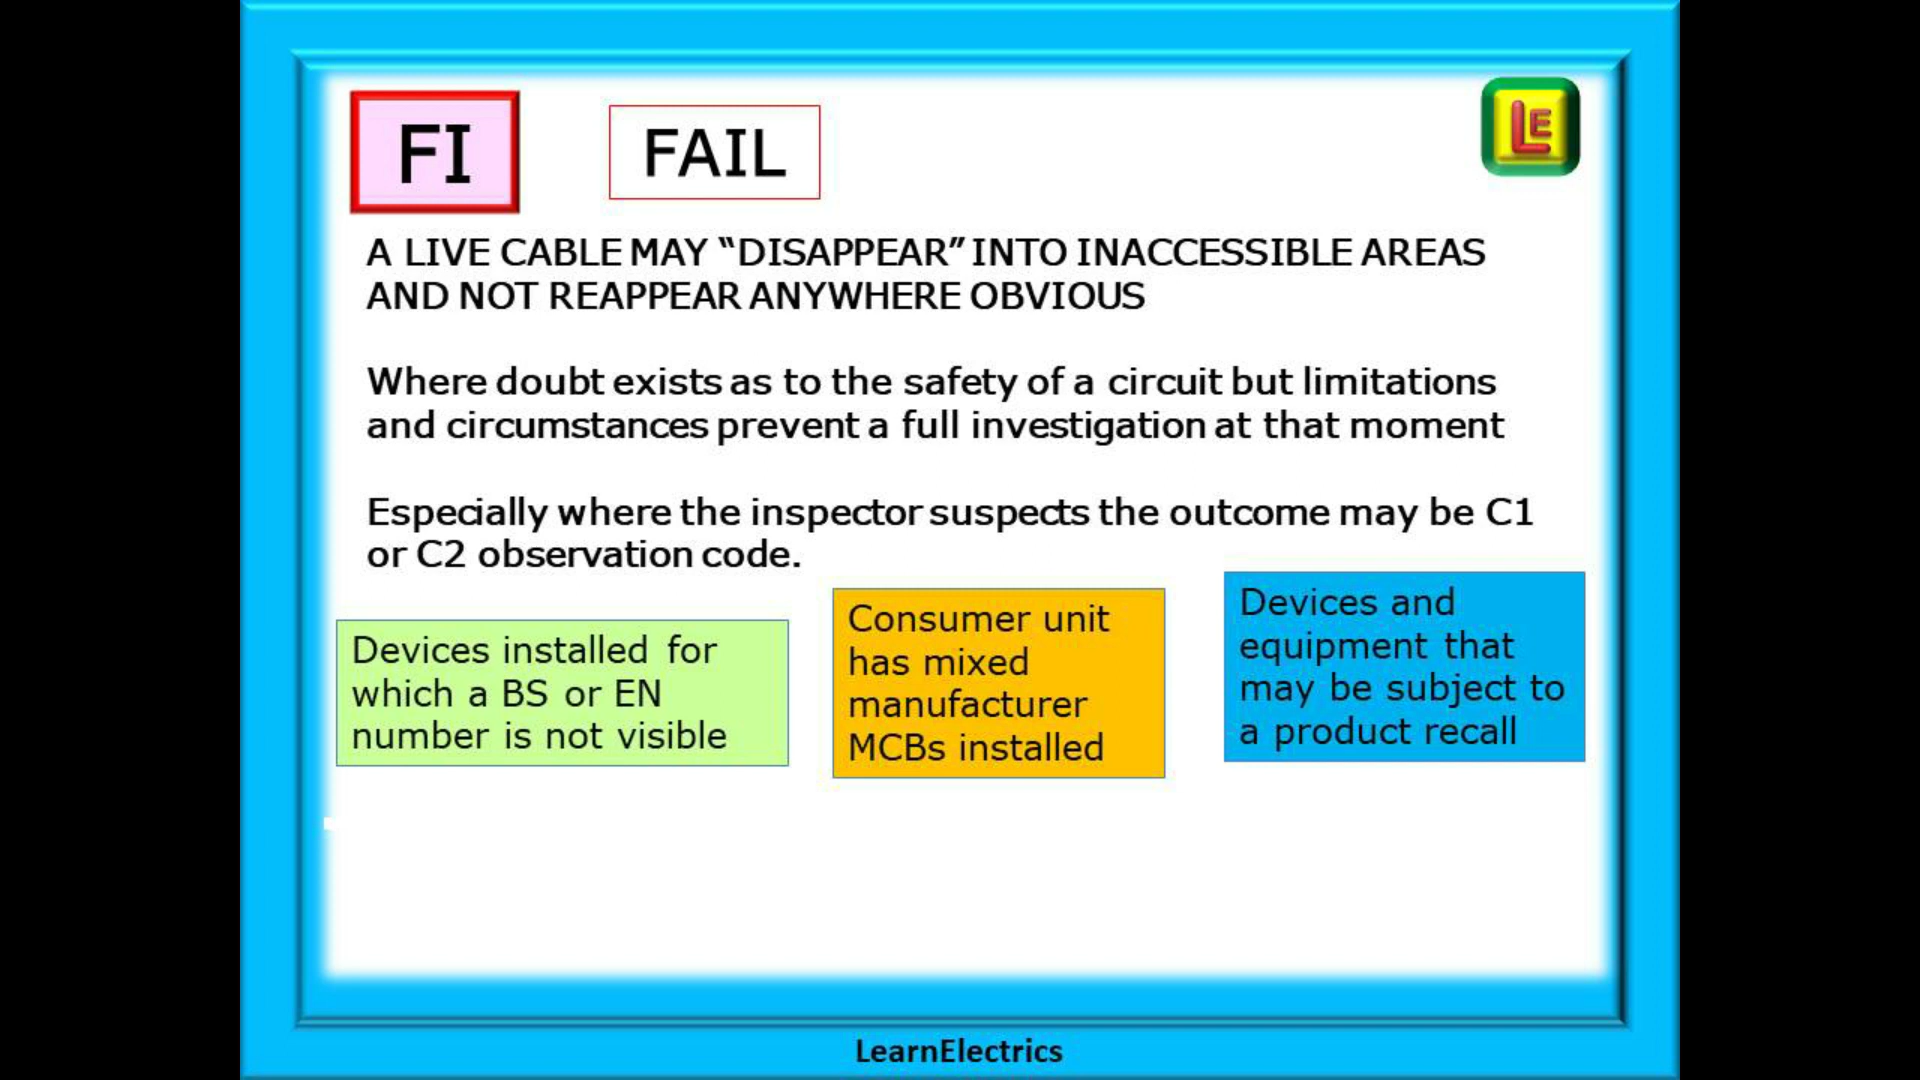 FI
FAIL
LE
A LIVE CABLE MAY “DISAPPEAR” INTO INACCESSIBLE AREAS
AND NOT REAPPEAR ANYWHERE OBVIOUS
Where doubt exists as to the safety of a circuit but limitations
and circumstances prevent a full investigation at that moment
Especially where the inspector suspects the outcome may be C1
or C2 observation code.
Devices installed for
which a BS or EN
number is not visible
Consumer unit
has mixed
manufacturer
MCBs installed
Devices and
equipment that
may be subject to
a product recall
LearnElectrics